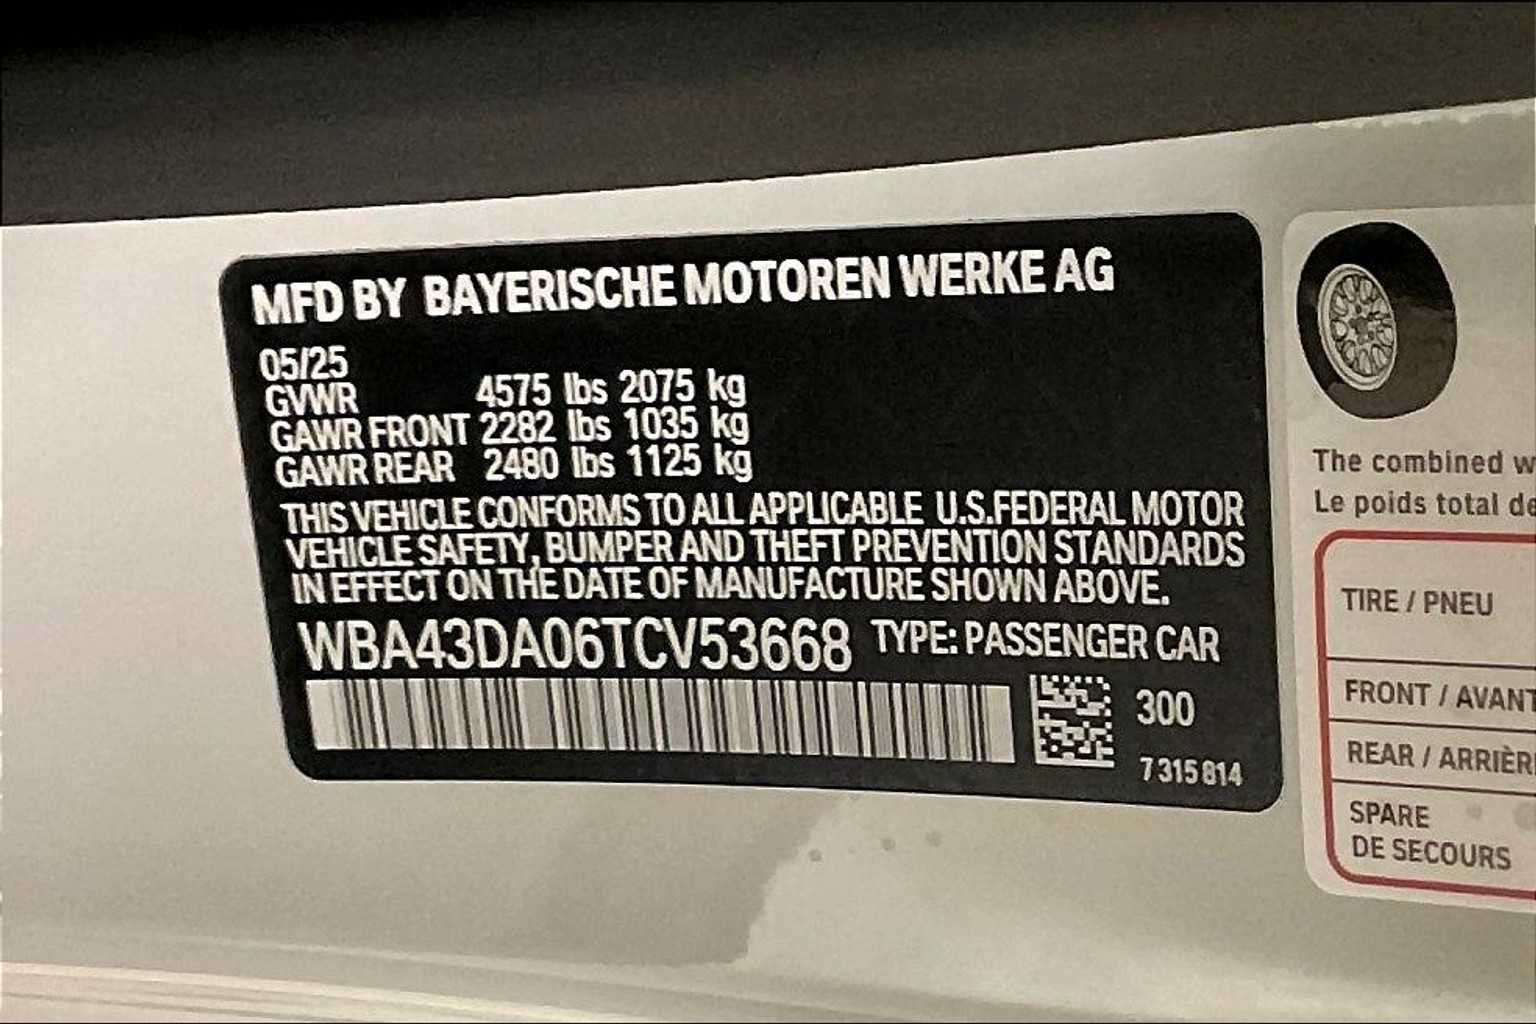 MFD BY BAYERISCHE MOTOREN WERKE AG
05/25
GVWR 4575 lbs 2075 kg
GAWR FRONT 2282 lbs 1035 kg
GAWR REAR 2480 lbs 1125 kg
THIS VEHICLE CONFORMS TO ALL APPLICABLE U.S.FEDERAL MOTOR
VEHICLE SAFETY, BUMPER AND THEFT PREVENTION STANDARDS
IN EFFECT ON THE DATE OF MANUFACTURE SHOWN ABOVE.
WBA43DA06TCV53668 TYPE: PASSENGER CAR
300
7315814
The combined
Le poids total
TIRE / PNEU
FRONT / AVANT
REAR / ARRIÈR
SPARE
DE SECOURS